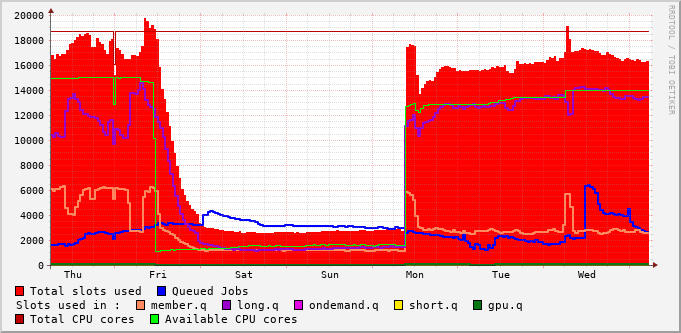 20000
18000
16000
14000
12000
10000
8000
6000
4000
2000
0
Thu Fri Sat Sun Mon Tue Wed
RRDTOOL / TOBI OETIKER
Total slots used Queued Jobs
Slots used in : member.q long.q ondemand.q short.q gpu.q
Total CPU cores Available CPU cores